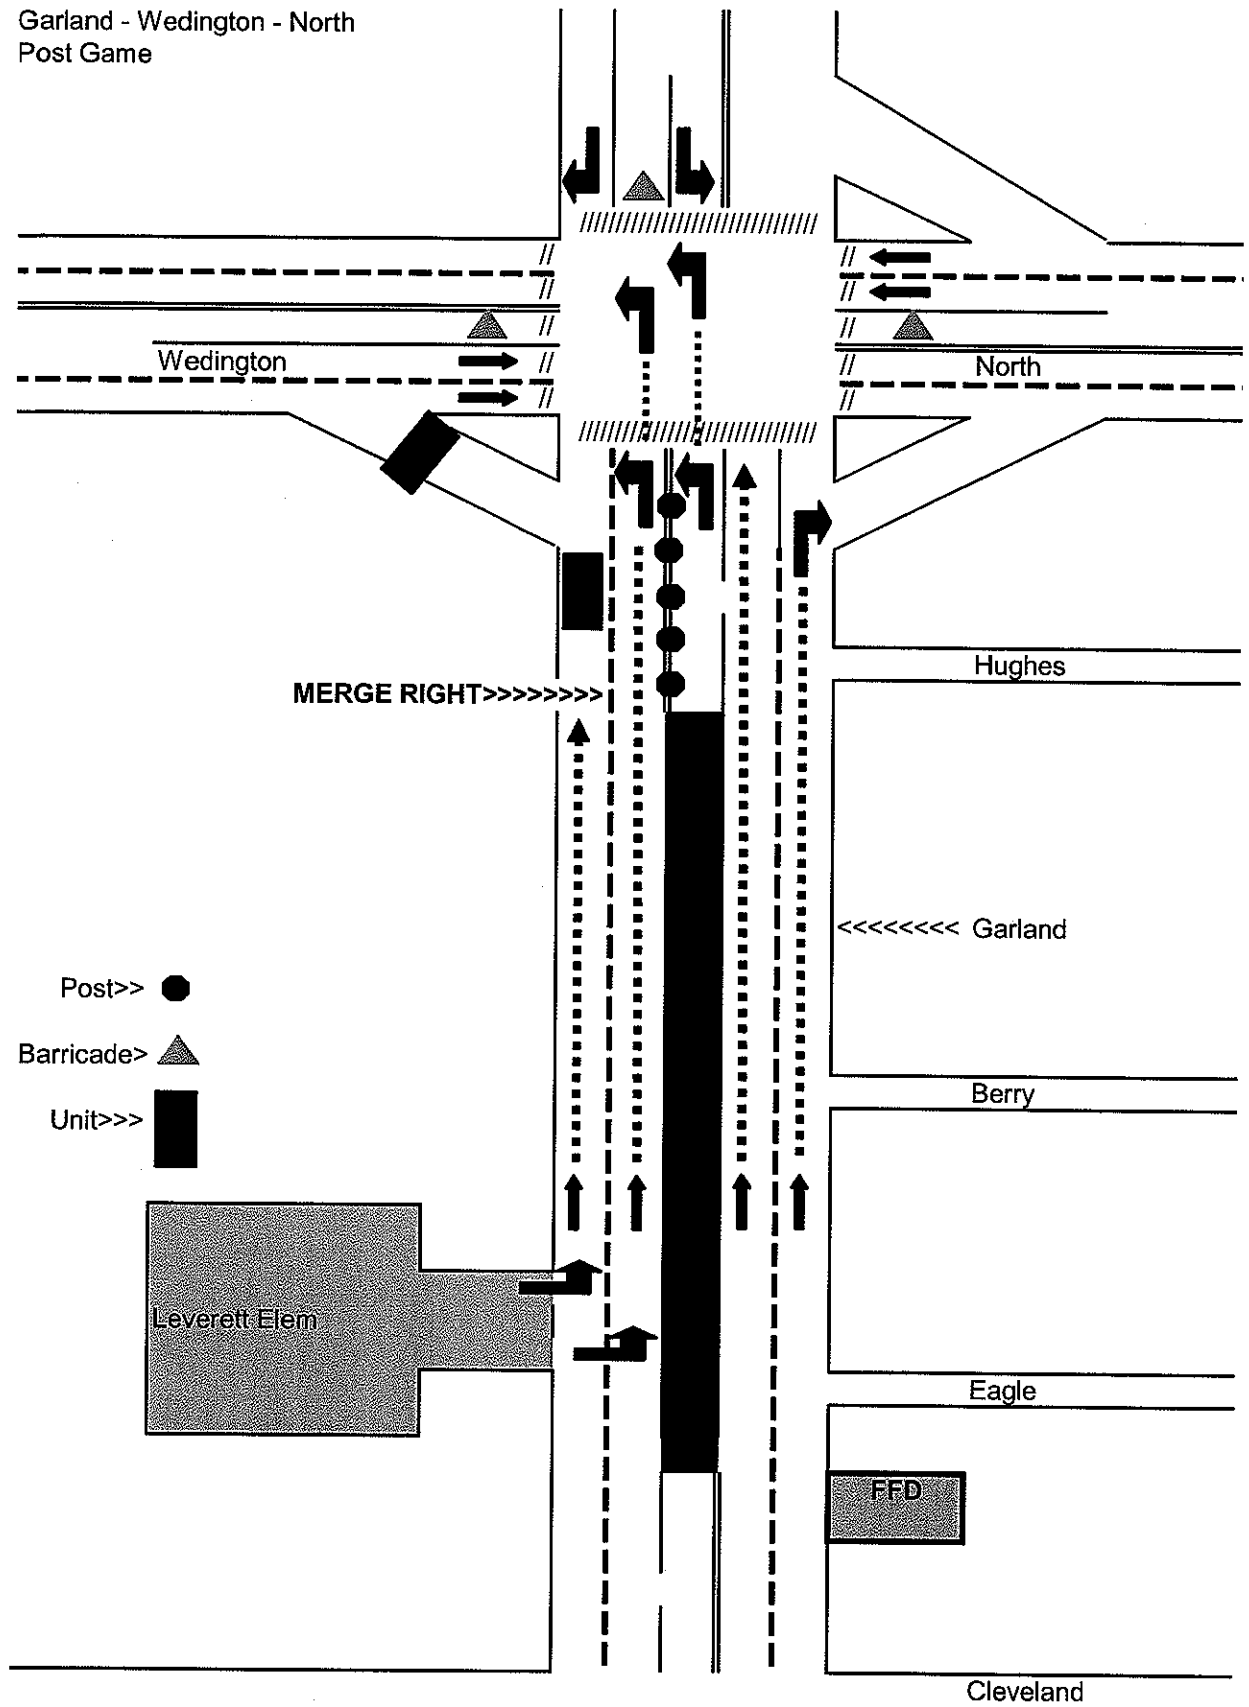 Garland - Wedington - North
Post Game
Wedington
North
Hughes
MERGE RIGHT>>>>>>>>
<<<<<<<< Garland
Post>>
Barricade>
Berry
Unit>>>
Leverett Elem
Eagle
FFD
Cleveland